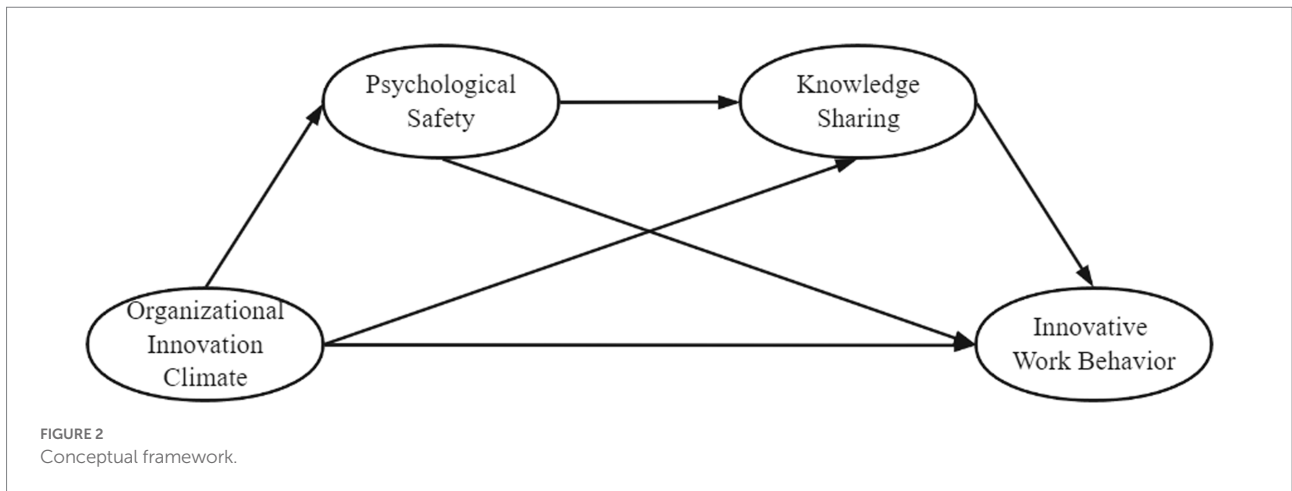 Psychological
Safety
Knowledge
Sharing
Organizational
Innovation
Climate
Innovative
Work Behavior
FIGURE 2
Conceptual framework.